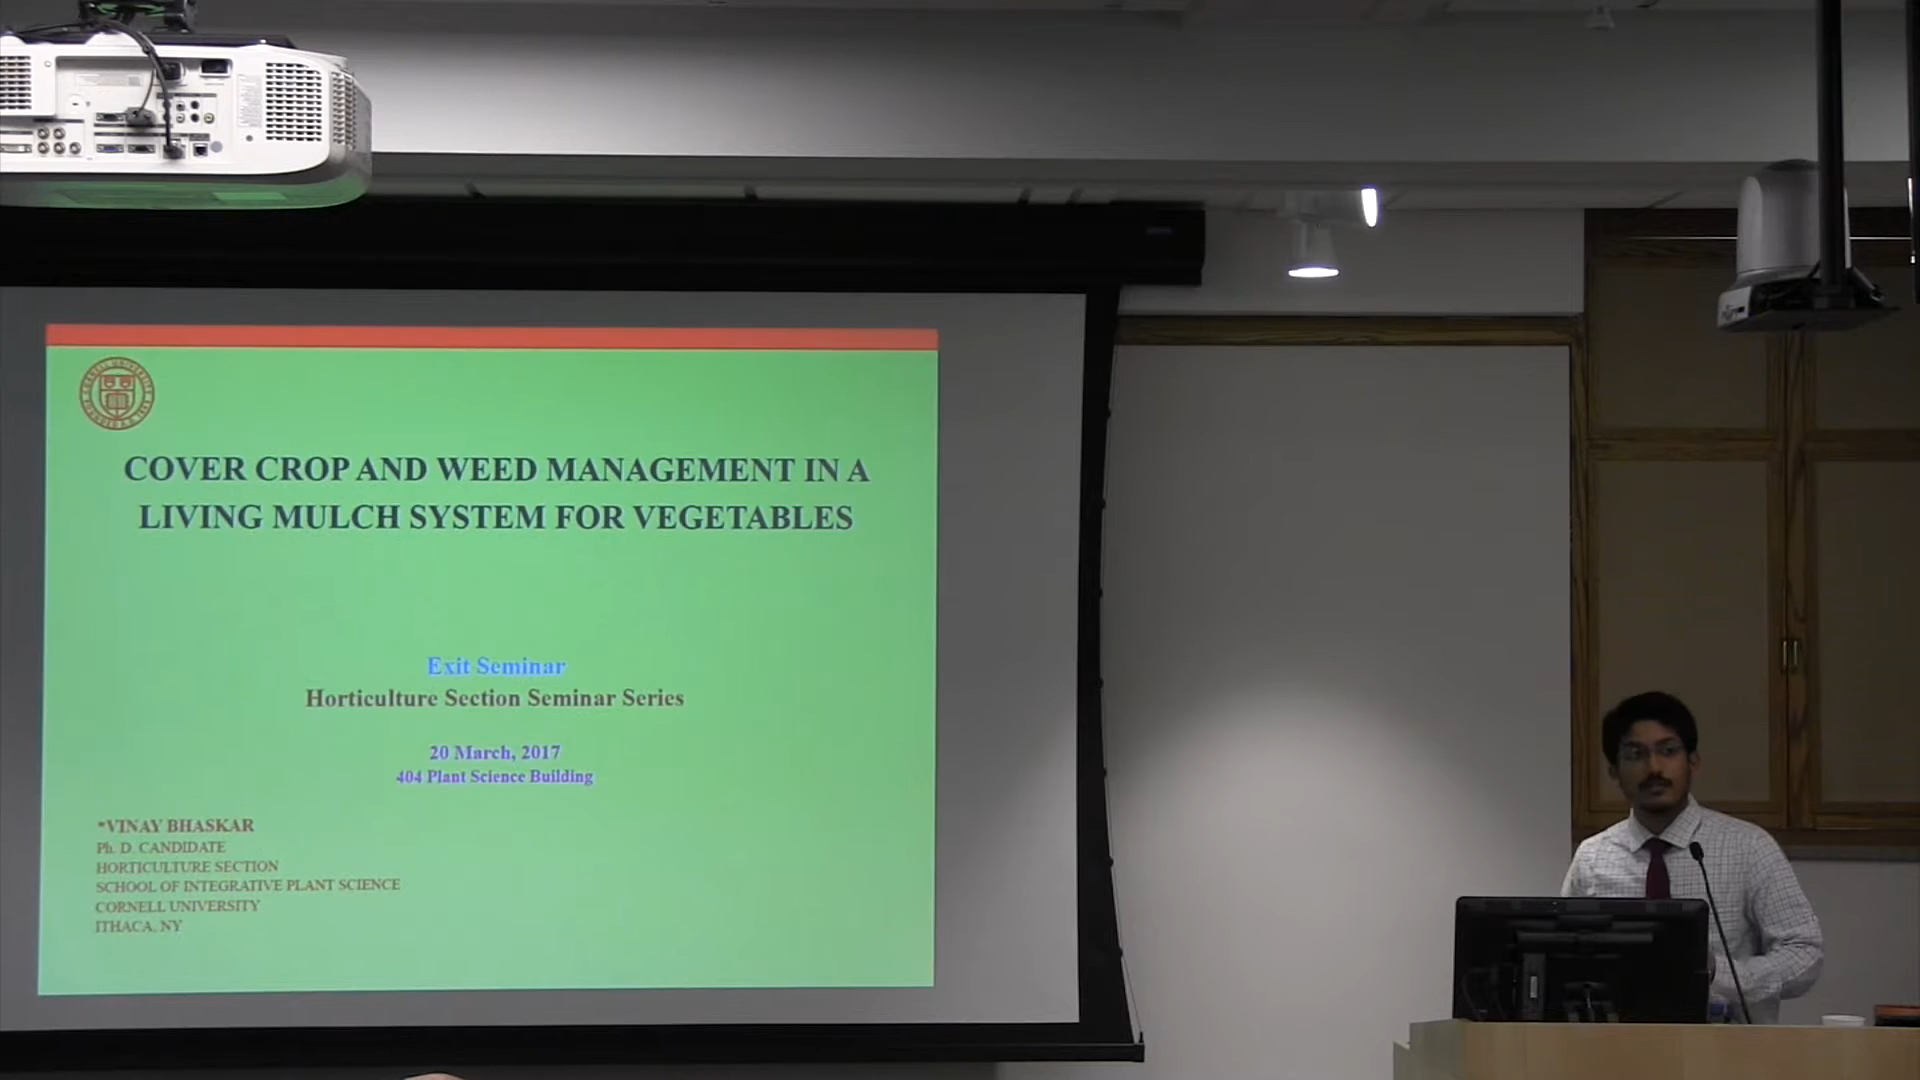 COVER CROP AND WEED MANAGEMENT IN A
LIVING MULCH SYSTEM FOR VEGETABLES
Exit Seminar
Horticulture Section Seminar Series
20 March, 2017
404 Plant Science Building
*VINAY BHASKAR
Ph. D. CANDIDATE
HORTICULTURE SECTION
SCHOOL OF INTEGRATIVE PLANT SCIENCE
CORNELL UNIVERSITY
ITHACA, NY